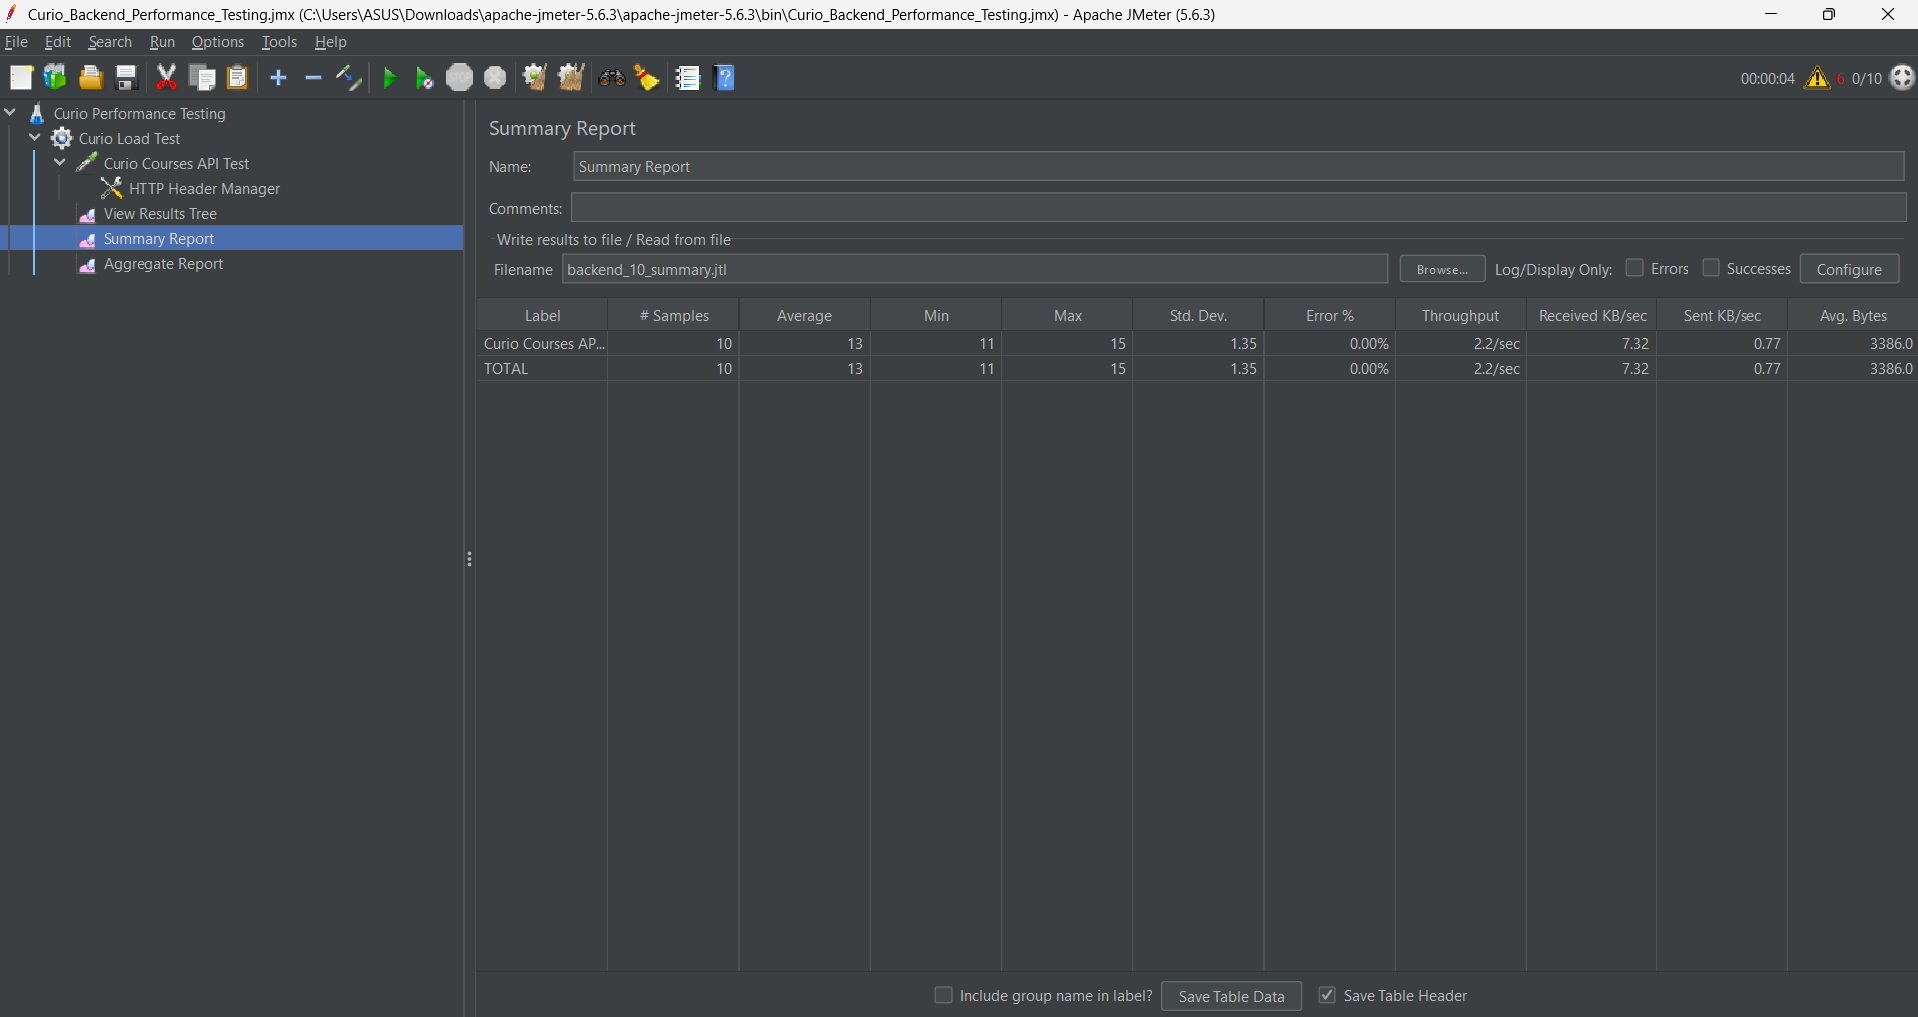 Curio_Backend_Performance_Testing.jmx (C:\Users\ASUS\Downloads\apache-jmeter-5.6.3\apache-jmeter-5.6.3\bin\Curio_Backend_Performance_Testing.jmx) - Apache JMeter (5.6.3)
File Edit Search Run Options Tools Help
STOP 00:00:04 6 0/10
Curio Performance Testing
Curio Load Test
Curio Courses API Test
HTTP Header Manager
View Results Tree
Summary Report
Aggregate Report
Summary Report
Name: Summary Report
Comments:
Write results to file / Read from file
Filename backend_10_summary.jtl Browse... Log/Display Only: Errors Successes Configure
Label # Samples Average Min Max Std. Dev. Error % Throughput Received KB/sec Sent KB/sec Avg. Bytes
Curio Courses AP... 10 13 11 15 1.35 0.00% 2.2/sec 7.32 0.77 3386.0
TOTAL 10 13 11 15 1.35 0.00% 2.2/sec 7.32 0.77 3386.0
Include group name in label? Save Table Data Save Table Header